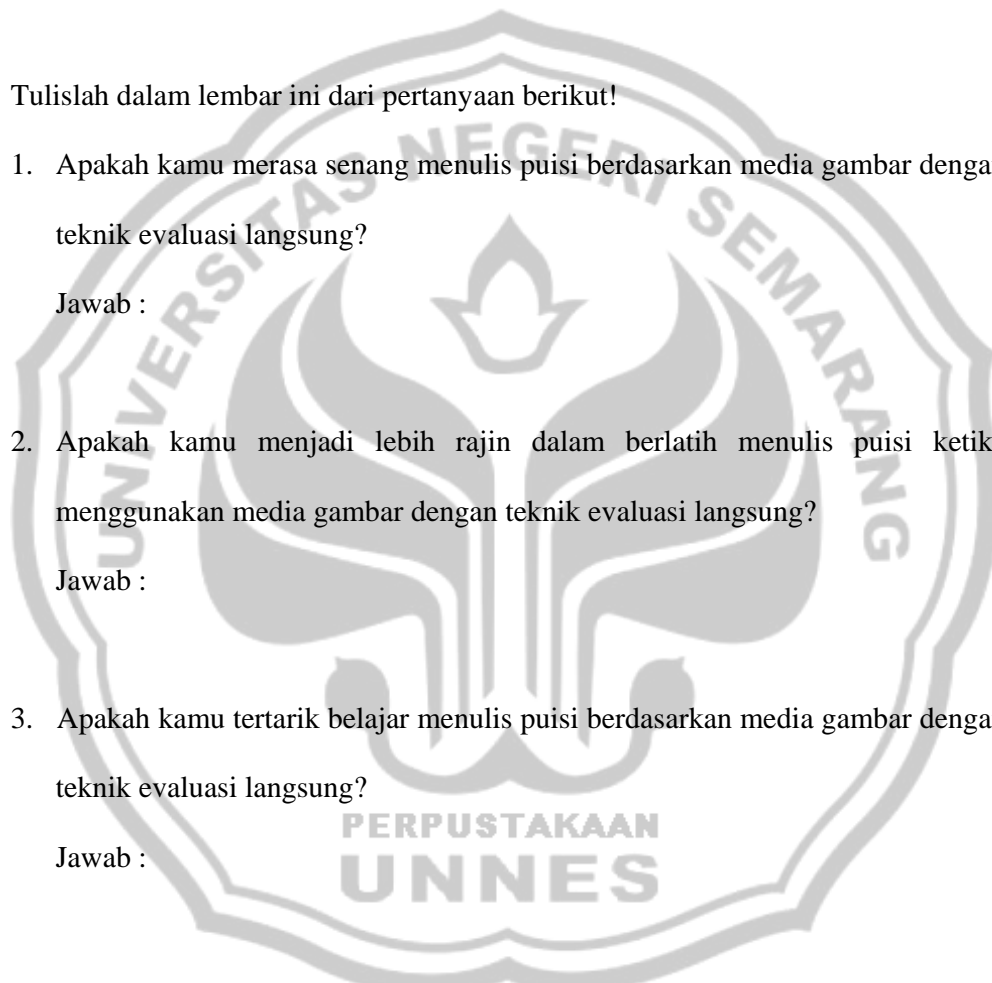 Tulislah dalam lembar ini dari pertanyaan berikut!
UNIVERSITAS NEGERI SEMARANG
1. Apakah kamu merasa senang menulis puisi berdasarkan media gambar denga
teknik evaluasi langsung?
Jawab :
2. Apakah kamu menjadi lebih rajin dalam berlatih menulis puisi ketik
menggunakan media gambar dengan teknik evaluasi langsung?
Jawab :
3. Apakah kamu tertarik belajar menulis puisi berdasarkan media gambar denga
teknik evaluasi langsung?
Jawab :
PERPUSTAKAAN
UNNES